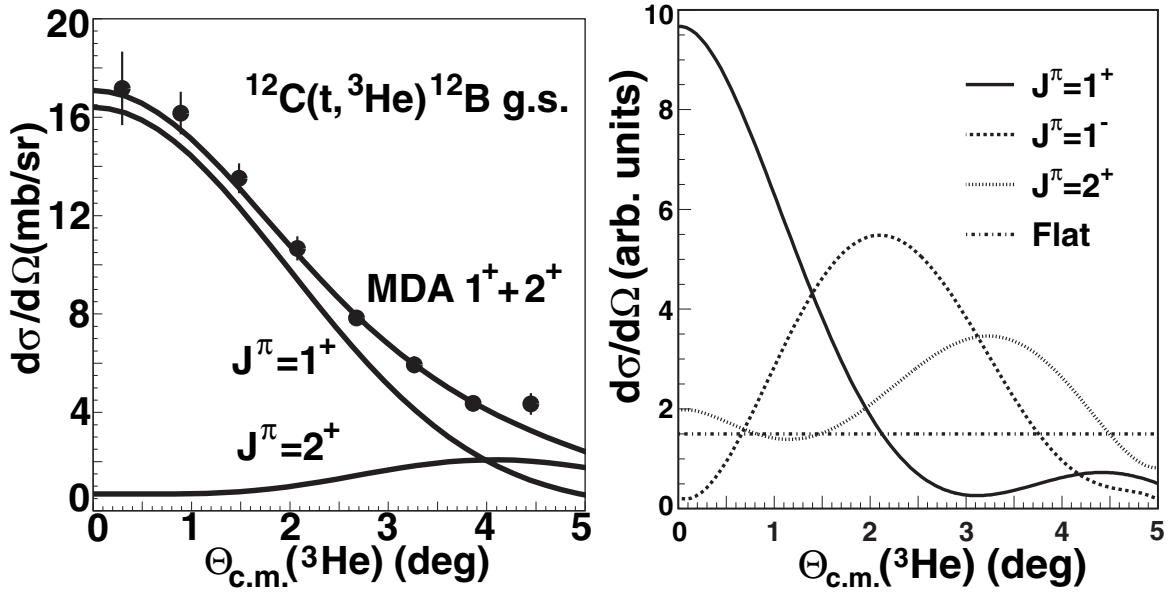 20
16
12
8
4
0
dσ/dΩ(mb/sr)
¹²C(t,³He)¹²B g.s.
MDA 1⁺+2⁺
J^π=1⁺
J^π=2⁺
0 1 2 3 4 5
Θc.m.(³He) (deg)
10
8
6
4
2
0
dσ/dΩ (arb. units)
J^π=1⁺
J^π=1⁻
J^π=2⁺
Flat
0 1 2 3 4 5
Θc.m.(³He) (deg)